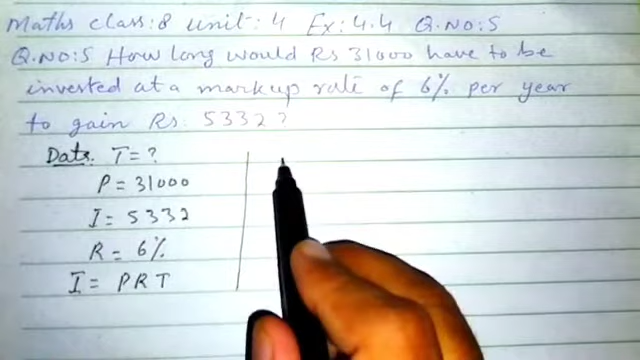 Maths class:8 unit:4 Ex:4.4 Q.NO:5
Q.NO:5 How long would Rs 31000 have to be
invested at a markup rate of 6% per year
to gain Rs. 5332?
Data. T=?
P = 31000
I = 5332
R = 6%
I = PRT